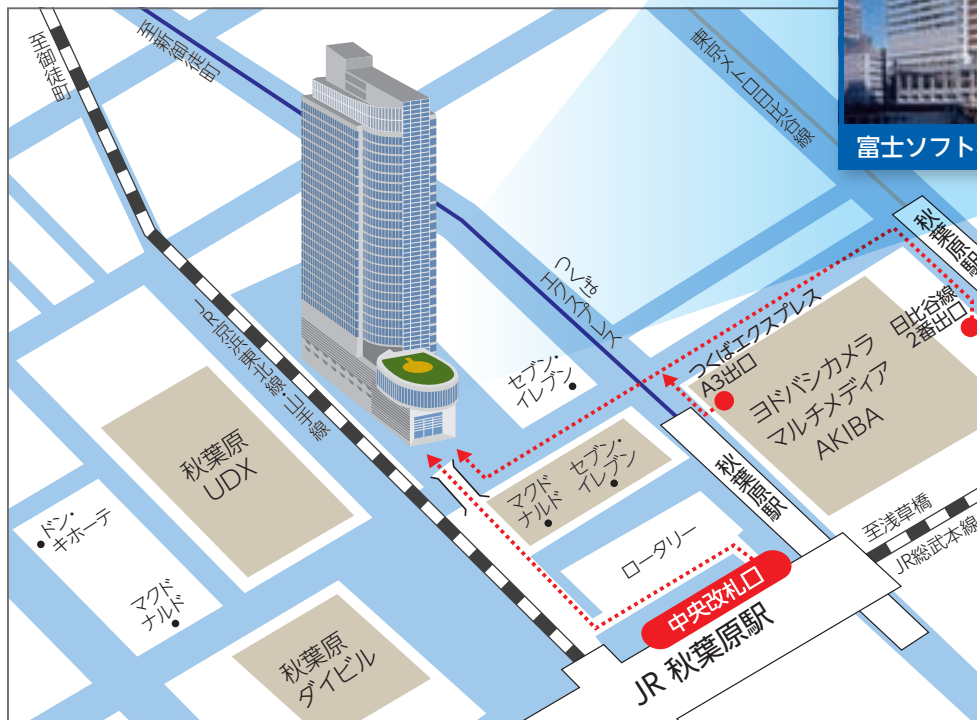 至御徒町
至新御徒町
東京メトロ日比谷線
富士ソフト
秋葉原駅
日比谷線
2番出口
つくば
エクスプレス
つくばエクスプレス
A3出口
ヨドバシカメラ
マルチメディア
AKIBA
JR京浜東北線・山手線
セブン・
イレブン
秋葉原
UDX
マクド
ナルド
セブン・
イレブン
秋葉原駅
ドン・
キホーテ
ロータリー
至浅草橋
JR総武本線
マクド
ナルド
中央改札口
JR 秋葉原駅
秋葉原
ダイビル